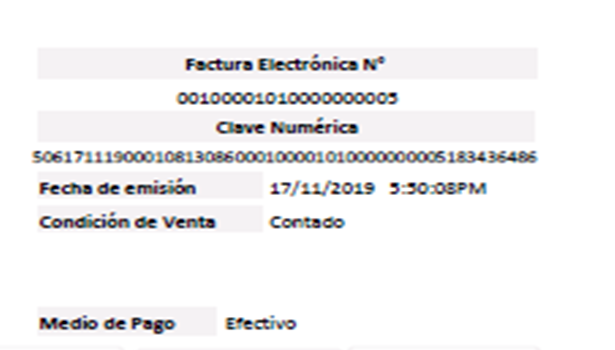 Factura Electrónica N°
00100001010000000005
Clave Numérica
50617111900010813086000100001010000000005183436486
Fecha de emisión 17/11/2019 5:50:08PM
Condición de Venta Contado
Medio de Pago Efectivo